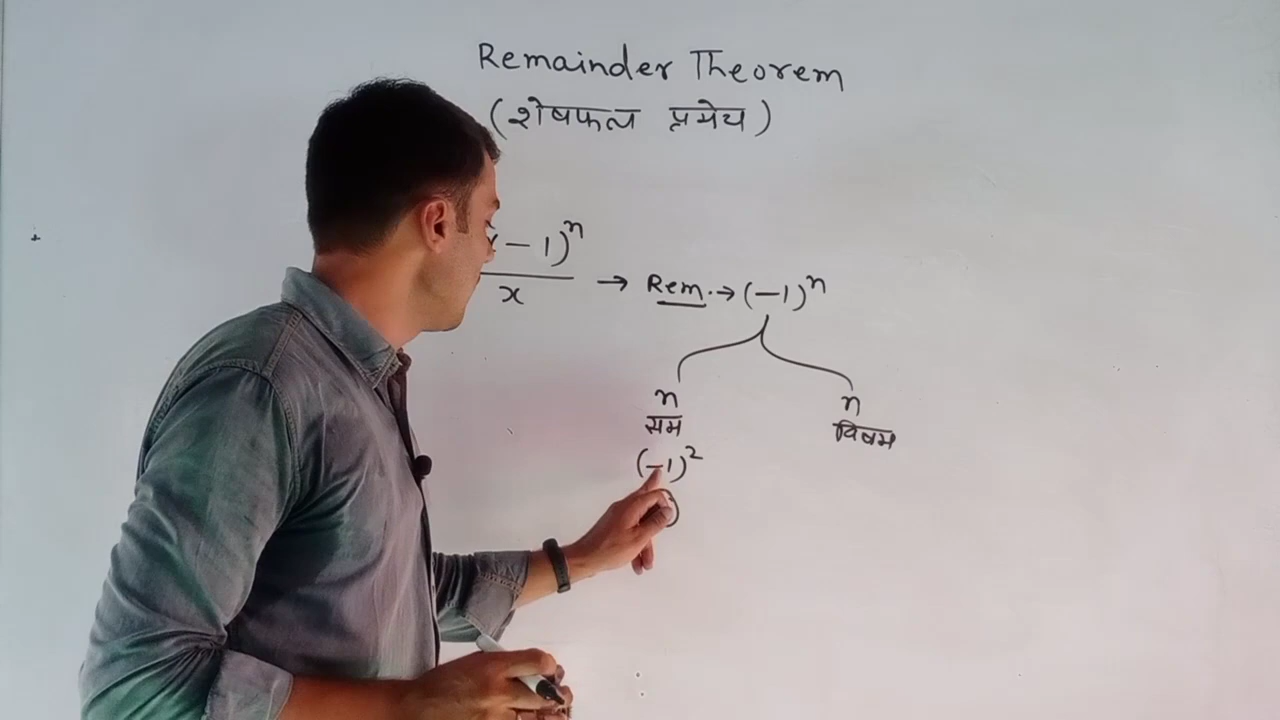 Remainder Theorem
(शेषफल प्रमेय)
– 1)ⁿ
x
→ Rem. → (–1)ⁿ
n n
सम विषम
(–1)²